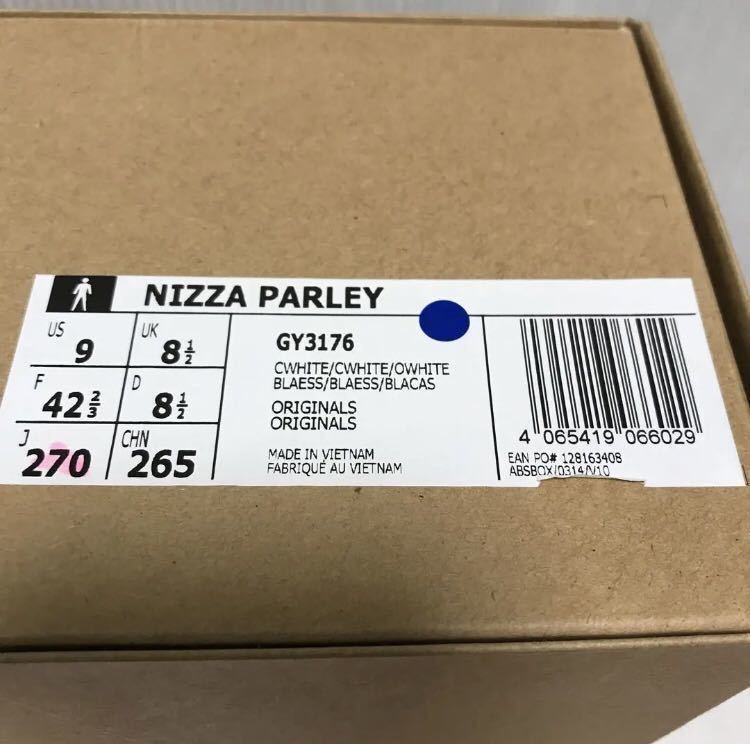 NIZZA PARLEY
US 9 UK 8 1/2
F 42 2/3 D 8 1/2
J 270 CHN 265
GY3176
CWHITE/CWHITE/OWHITE
BLAESS/BLAESS/BLACAS
ORIGINALS
ORIGINALS
MADE IN VIETNAM
FABRIQUÉ AU VIETNAM
4 065419 066029
EAN PO# 128163408
ABSBOX/0314/V10